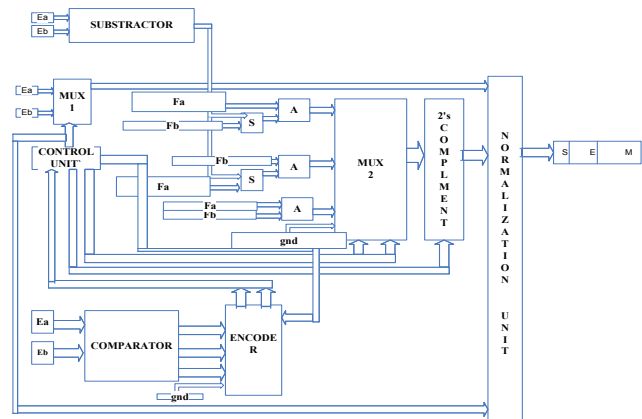 Ea
Eb
SUBSTRACTOR
Ea
Eb
MUX
1
CONTROL
UNIT
Fa
Fb
S
A
Fb
Fa
S
A
Fa
Fb
A
gnd
MUX
2
2's
C
O
M
P
L
M
E
N
T
N
O
R
M
A
L
I
Z
A
T
I
O
N
U
N
I
T
S E M
Ea
Eb
COMPARATOR
ENCODE
R
gnd